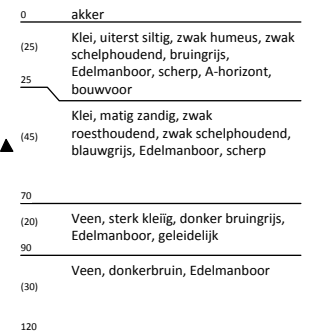 0 akker
Klei, uiterst siltig, zwak humeus, zwak
(25) schelphoudend, bruingrijs,
Edelmanboor, scherp, A-horizont,
25 bouwvoor
Klei, matig zandig, zwak
(45) roesthoudend, zwak schelphoudend,
blauwgrijs, Edelmanboor, scherp
70
(20) Veen, sterk kleiïg, donker bruingrijs,
Edelmanboor, geleidelijk
90
Veen, donkerbruin, Edelmanboor
(30)
120